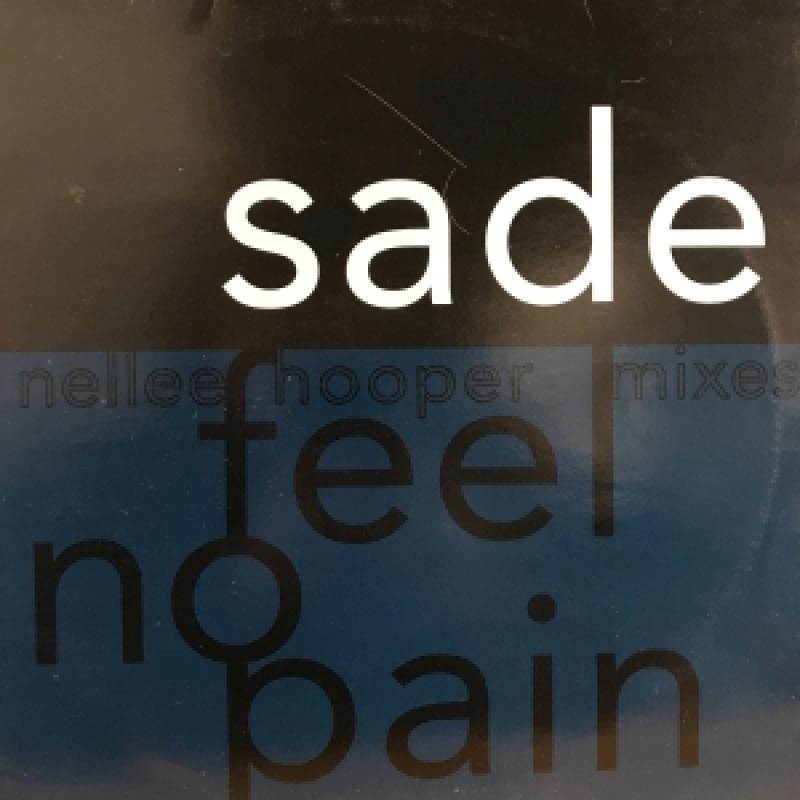 sade
nellee hooper mixes
feel
no
pain